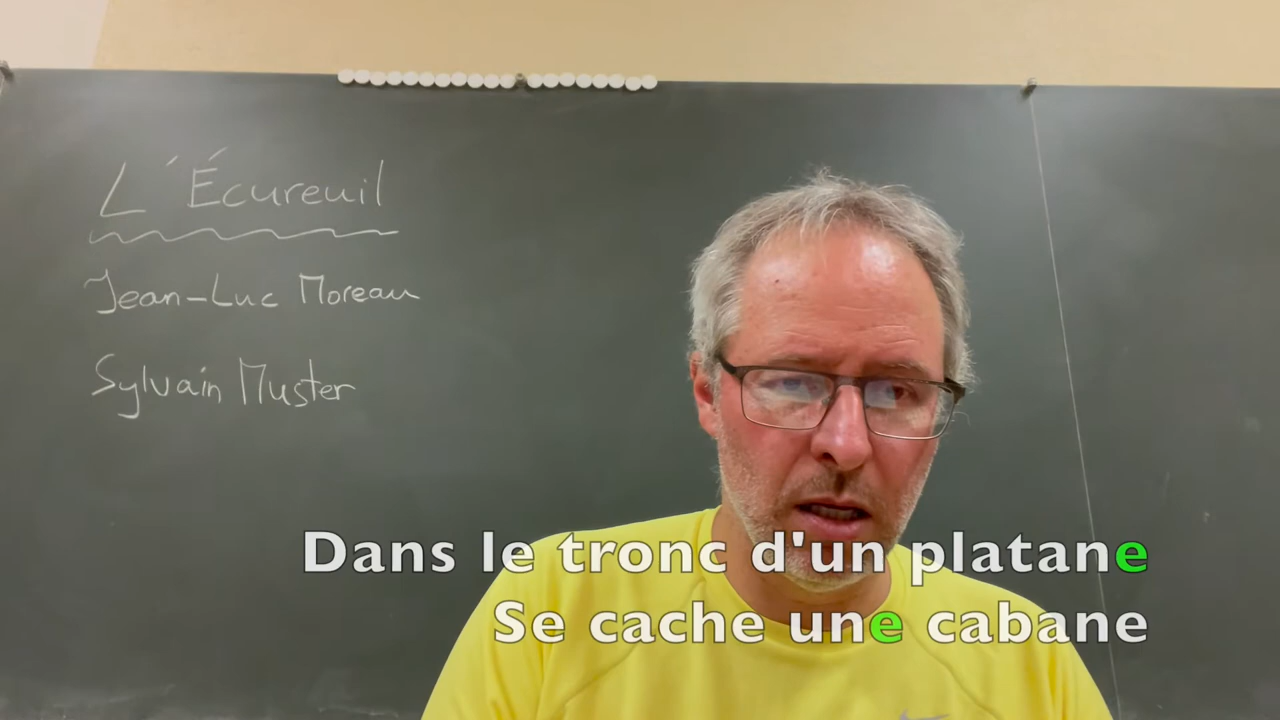 L'Écureuil
Jean-Luc Moreau
Sylvain Muster
Dans le tronc d'un platane
Se cache une cabane